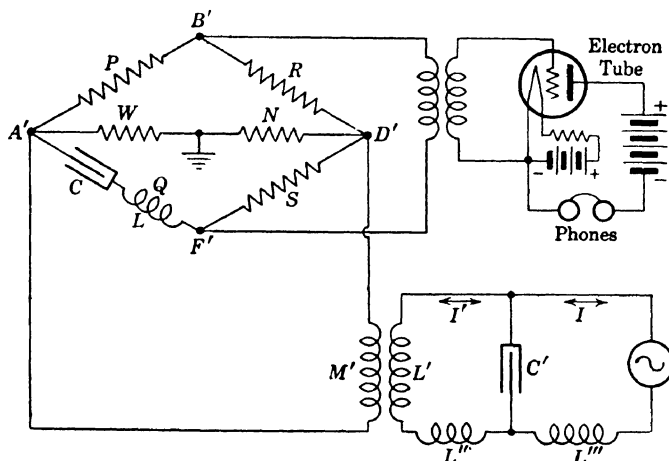 B'
P
R
Electron
Tube
+
A'
W
N
D'
C
Q
L
S
- +
-
F'
Phones
I'
I
M'
L'
C'
L''
L'''